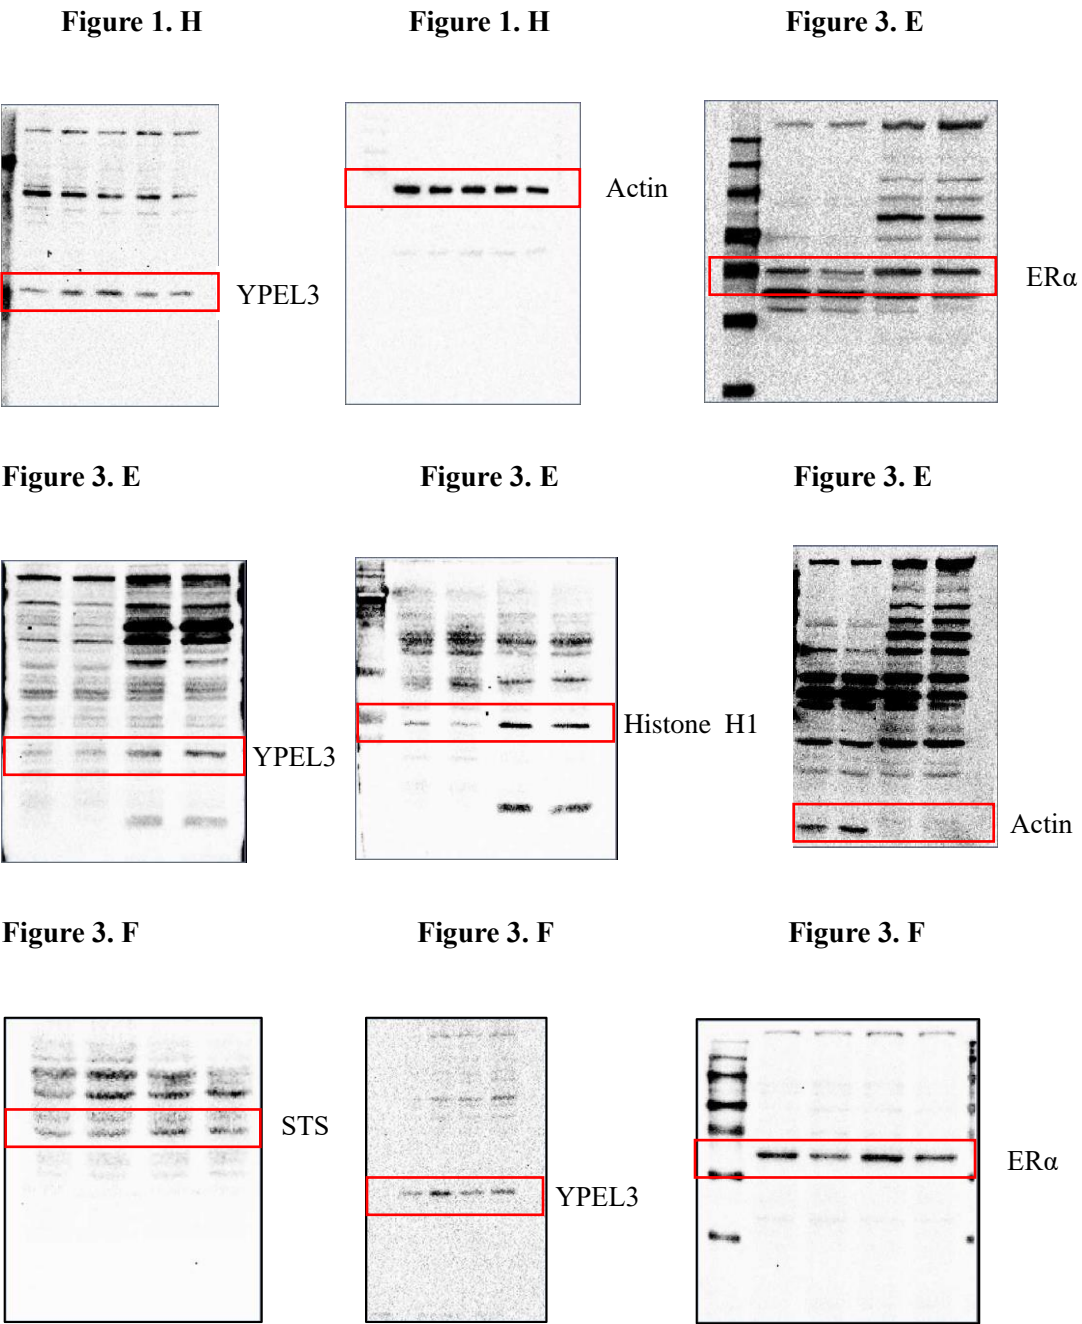 Figure 1. H
Figure 1. H
Figure 3. E
YPEL3
Actin
ERα
Figure 3. E
Figure 3. E
Figure 3. E
YPEL3
Histone H1
Actin
Figure 3. F
Figure 3. F
Figure 3. F
STS
YPEL3
ERα